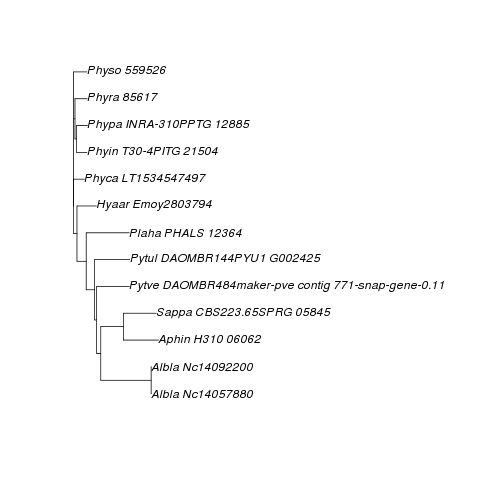 Physo 559526
Phyra 85617
Phypa INRA-310PPTG 12885
Phyin T30-4PITG 21504
Phyca LT1534547497
Hyaar Emoy2803794
Plaha PHALS 12364
Pytul DAOMBR144PYU1 G002425
Pytve DAOMBR484maker-pve contig 771-snap-gene-0.11
Sappa CBS223.65SPRG 05845
Aphin H310 06062
Albla Nc14092200
Albla Nc14057880